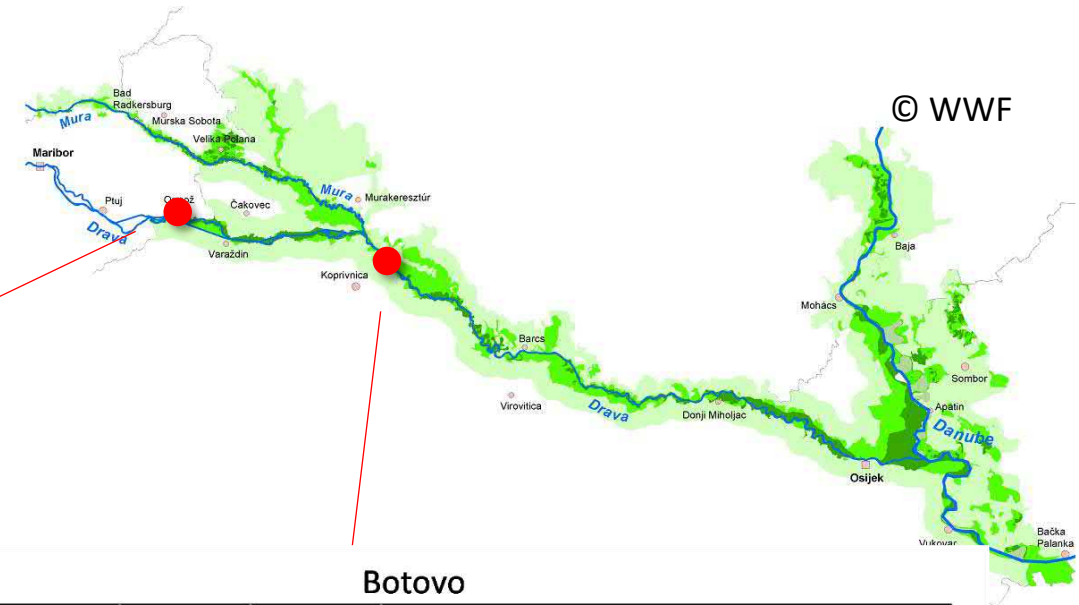 © WWF
Bad
Radkersburg
Mura
Murska Sobota
Velika Polana
Maribor
Ptuj
Čakovec
Mura
Murakeresztúr
Drava
Varaždin
Koprivnica
Baja
Mohács
Barcs
Sombor
Virovitica
Drava
Donji Miholjac
Apatin
Danube
Osijek
Vukovar
Bačka
Palanka
Botovo